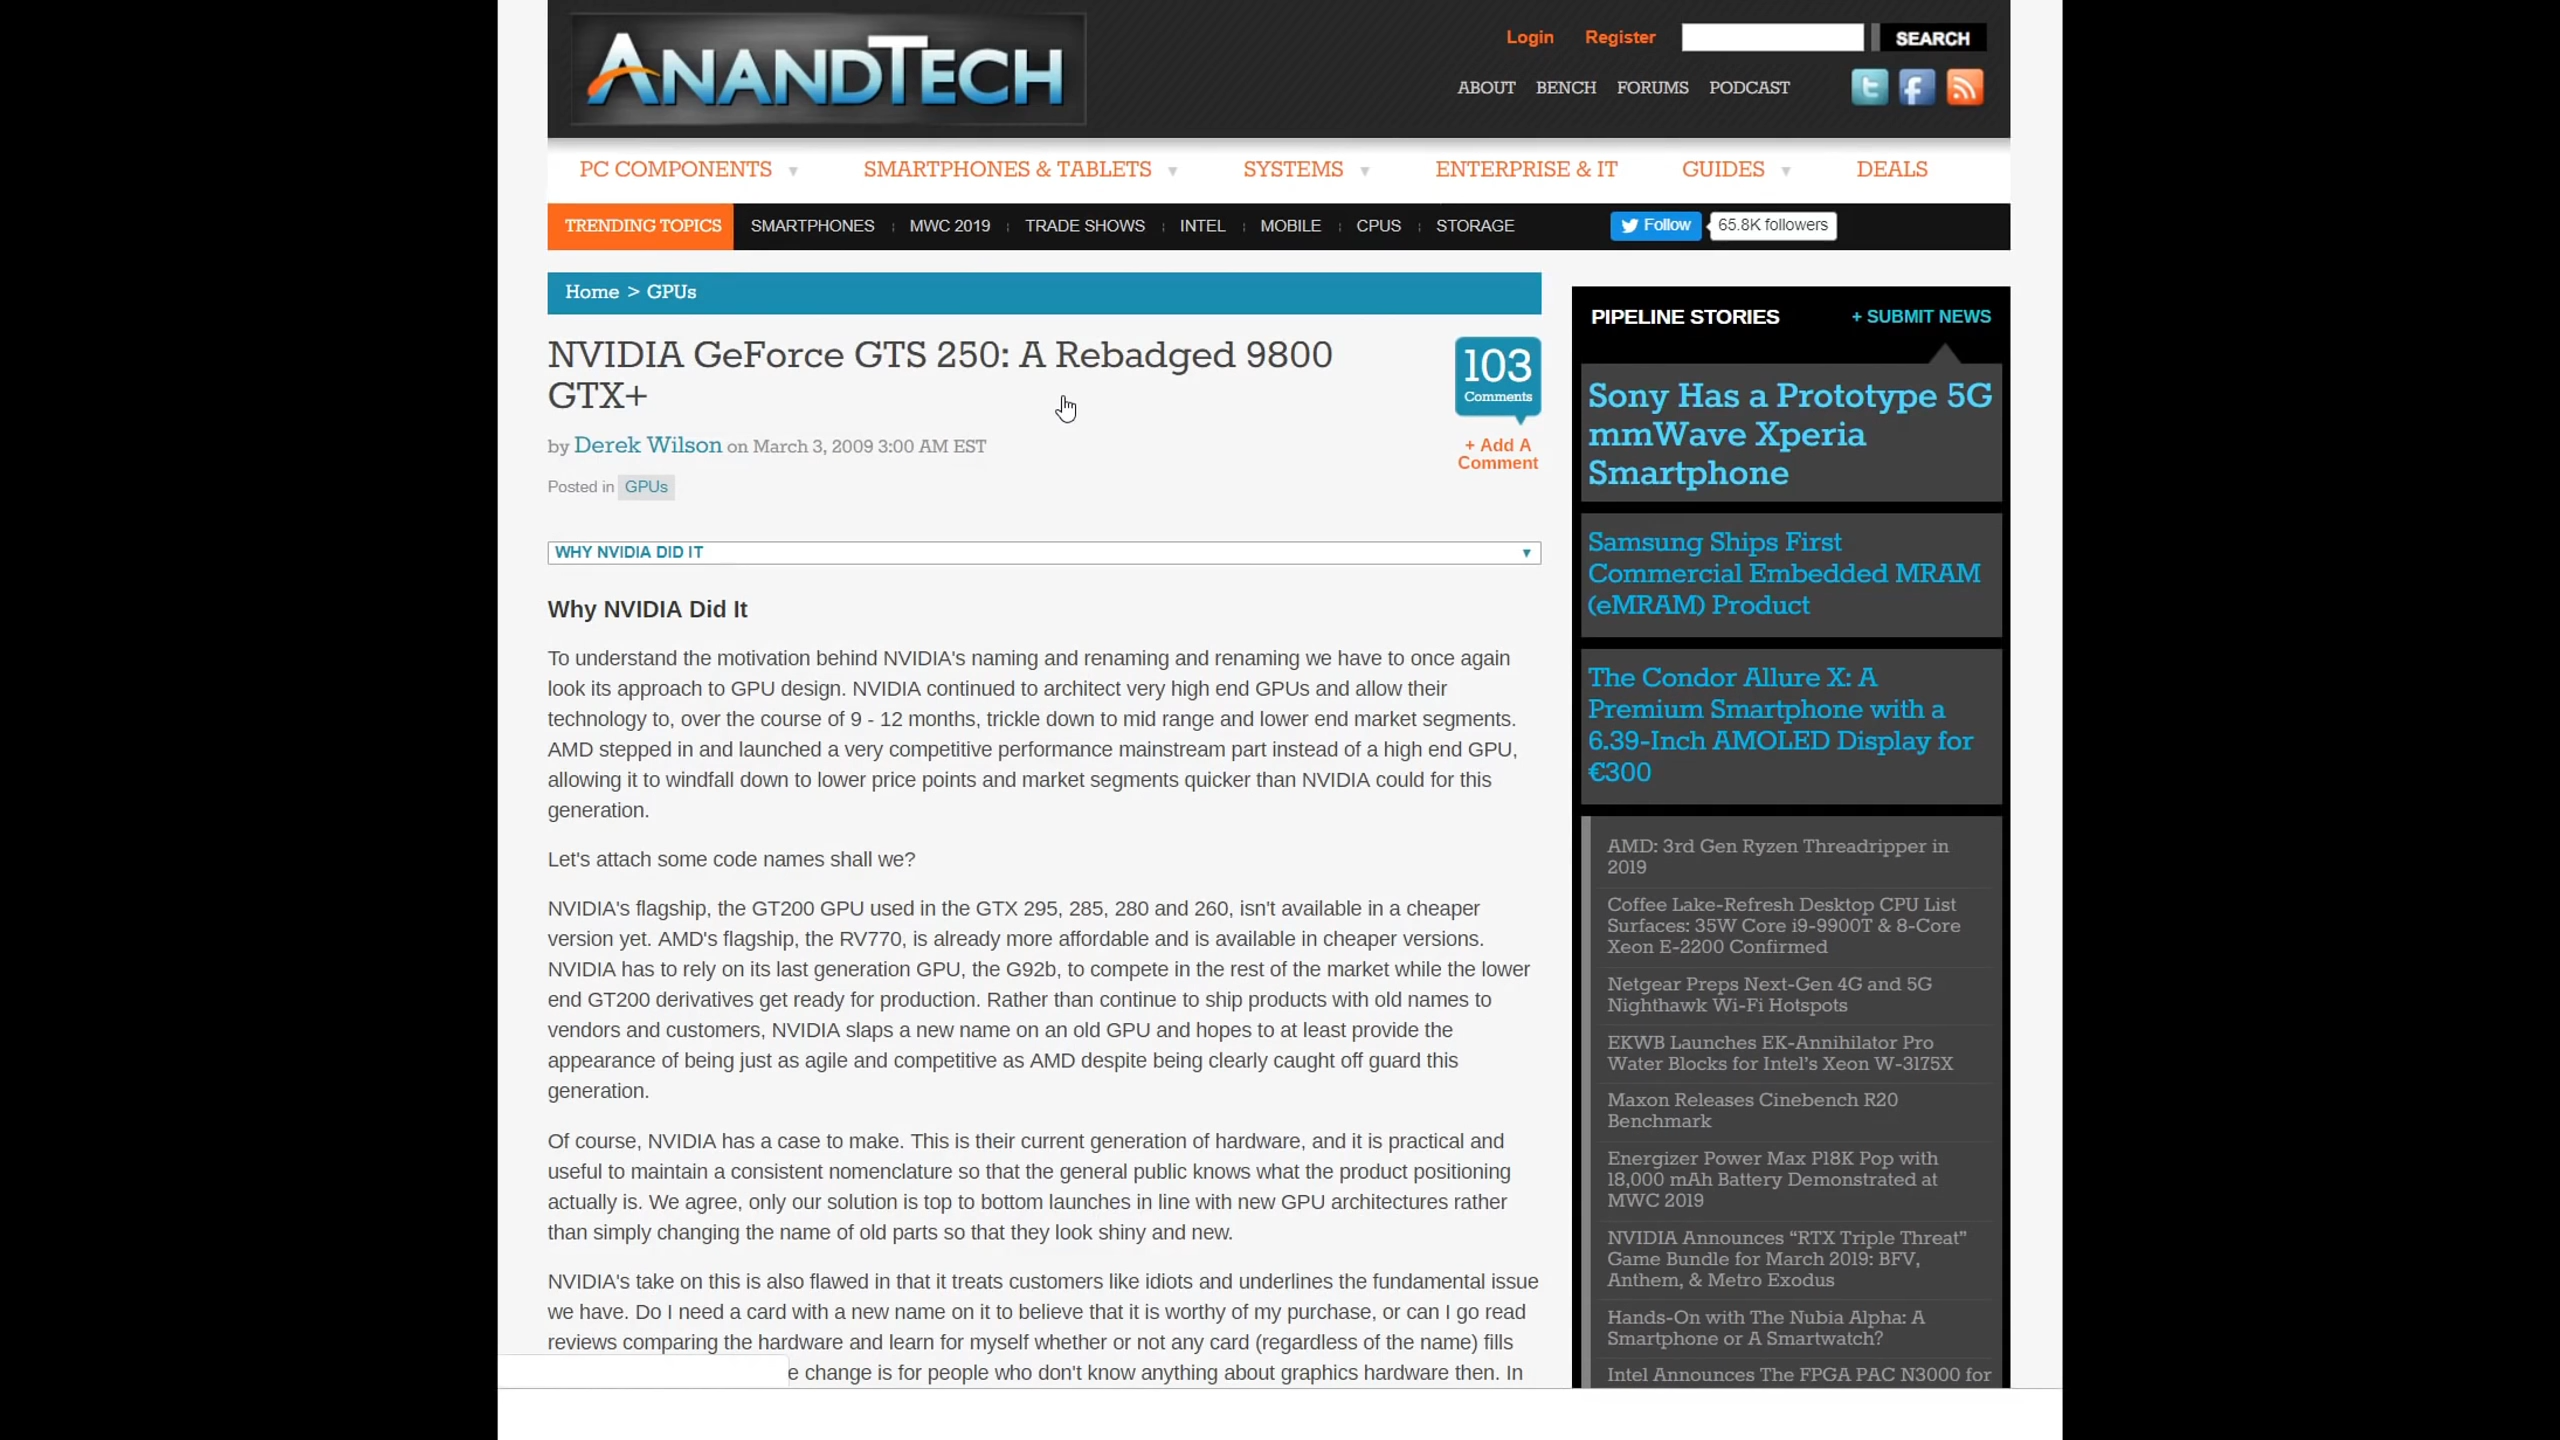 ANANDTECH
Login Register SEARCH
ABOUT BENCH FORUMS PODCAST
PC COMPONENTS ▼ SMARTPHONES & TABLETS ▼ SYSTEMS ▼ ENTERPRISE & IT GUIDES ▼ DEALS
TRENDING TOPICS SMARTPHONES MWC 2019 TRADE SHOWS INTEL MOBILE CPUS STORAGE Follow 65.8K followers
Home > GPUs
NVIDIA GeForce GTS 250: A Rebadged 9800
GTX+
by Derek Wilson on March 3, 2009 3:00 AM EST
Posted in GPUs
103
Comments
+ Add A
Comment
WHY NVIDIA DID IT ▼
Why NVIDIA Did It
To understand the motivation behind NVIDIA's naming and renaming and renaming we have to once again
look its approach to GPU design. NVIDIA continued to architect very high end GPUs and allow their
technology to, over the course of 9 - 12 months, trickle down to mid range and lower end market segments.
AMD stepped in and launched a very competitive performance mainstream part instead of a high end GPU,
allowing it to windfall down to lower price points and market segments quicker than NVIDIA could for this
generation.
Let's attach some code names shall we?
NVIDIA's flagship, the GT200 GPU used in the GTX 295, 285, 280 and 260, isn't available in a cheaper
version yet. AMD's flagship, the RV770, is already more affordable and is available in cheaper versions.
NVIDIA has to rely on its last generation GPU, the G92b, to compete in the rest of the market while the lower
end GT200 derivatives get ready for production. Rather than continue to ship products with old names to
vendors and customers, NVIDIA slaps a new name on an old GPU and hopes to at least provide the
appearance of being just as agile and competitive as AMD despite being clearly caught off guard this
generation.
Of course, NVIDIA has a case to make. This is their current generation of hardware, and it is practical and
useful to maintain a consistent nomenclature so that the general public knows what the product positioning
actually is. We agree, only our solution is top to bottom launches in line with new GPU architectures rather
than simply changing the name of old parts so that they look shiny and new.
NVIDIA's take on this is also flawed in that it treats customers like idiots and underlines the fundamental issue
we have. Do I need a card with a new name on it to believe that it is worthy of my purchase, or can I go read
reviews comparing the hardware and learn for myself whether or not any card (regardless of the name) fills
e change is for people who don't know anything about graphics hardware then. In
PIPELINE STORIES + SUBMIT NEWS
Sony Has a Prototype 5G
mmWave Xperia
Smartphone
Samsung Ships First
Commercial Embedded MRAM
(eMRAM) Product
The Condor Allure X: A
Premium Smartphone with a
6.39-Inch AMOLED Display for
€300
AMD: 3rd Gen Ryzen Threadripper in
2019
Coffee Lake-Refresh Desktop CPU List
Surfaces: 35W Core i9-9900T & 8-Core
Xeon E-2200 Confirmed
Netgear Preps Next-Gen 4G and 5G
Nighthawk Wi-Fi Hotspots
EKWB Launches EK-Annihilator Pro
Water Blocks for Intel's Xeon W-3175X
Maxon Releases Cinebench R20
Benchmark
Energizer Power Max P18K Pop with
18,000 mAh Battery Demonstrated at
MWC 2019
NVIDIA Announces “RTX Triple Threat”
Game Bundle for March 2019: BFV,
Anthem, & Metro Exodus
Hands-On with The Nubia Alpha: A
Smartphone or A Smartwatch?
Intel Announces The FPGA PAC N3000 for